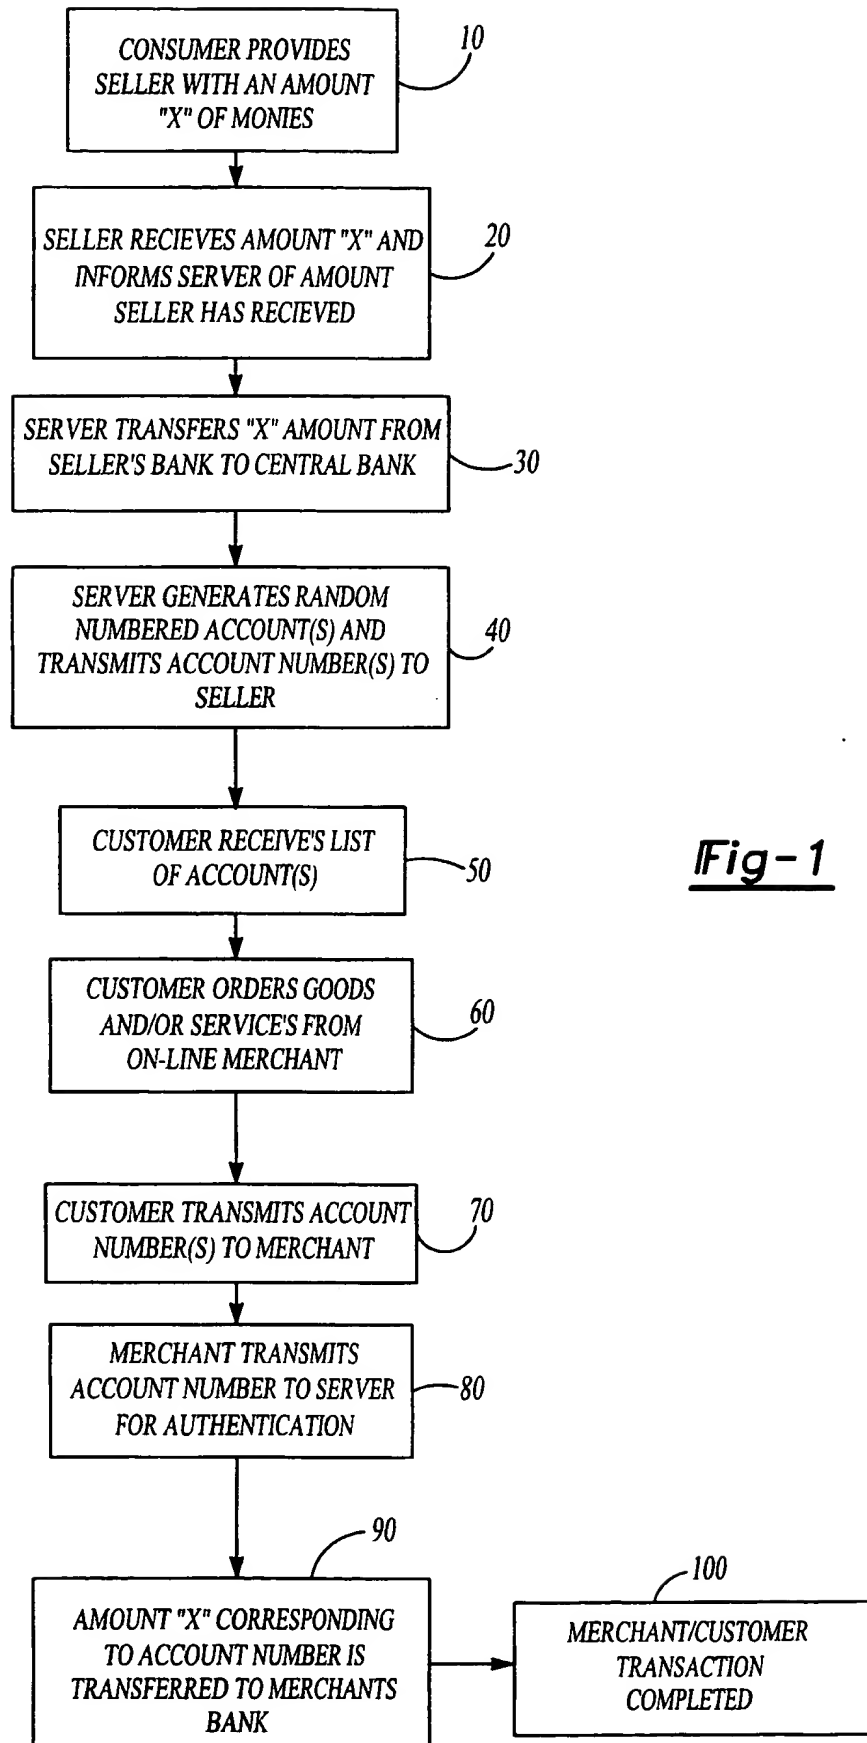 CONSUMER PROVIDES
SELLER WITH AN AMOUNT
"X" OF MONIES
10
SELLER RECIEVES AMOUNT "X" AND
INFORMS SERVER OF AMOUNT
SELLER HAS RECIEVED
20
SERVER TRANSFERS "X" AMOUNT FROM
SELLER'S BANK TO CENTRAL BANK
30
SERVER GENERATES RANDOM
NUMBERED ACCOUNT(S) AND
TRANSMITS ACCOUNT NUMBER(S) TO
SELLER
40
CUSTOMER RECEIVE'S LIST
OF ACCOUNT(S)
50
Fig-1
CUSTOMER ORDERS GOODS
AND/OR SERVICE'S FROM
ON-LINE MERCHANT
60
CUSTOMER TRANSMITS ACCOUNT
NUMBER(S) TO MERCHANT
70
MERCHANT TRANSMITS
ACCOUNT NUMBER TO SERVER
FOR AUTHENTICATION
80
90
AMOUNT "X" CORRESPONDING
TO ACCOUNT NUMBER IS
TRANSFERRED TO MERCHANTS
BANK
100
MERCHANT/CUSTOMER
TRANSACTION
COMPLETED